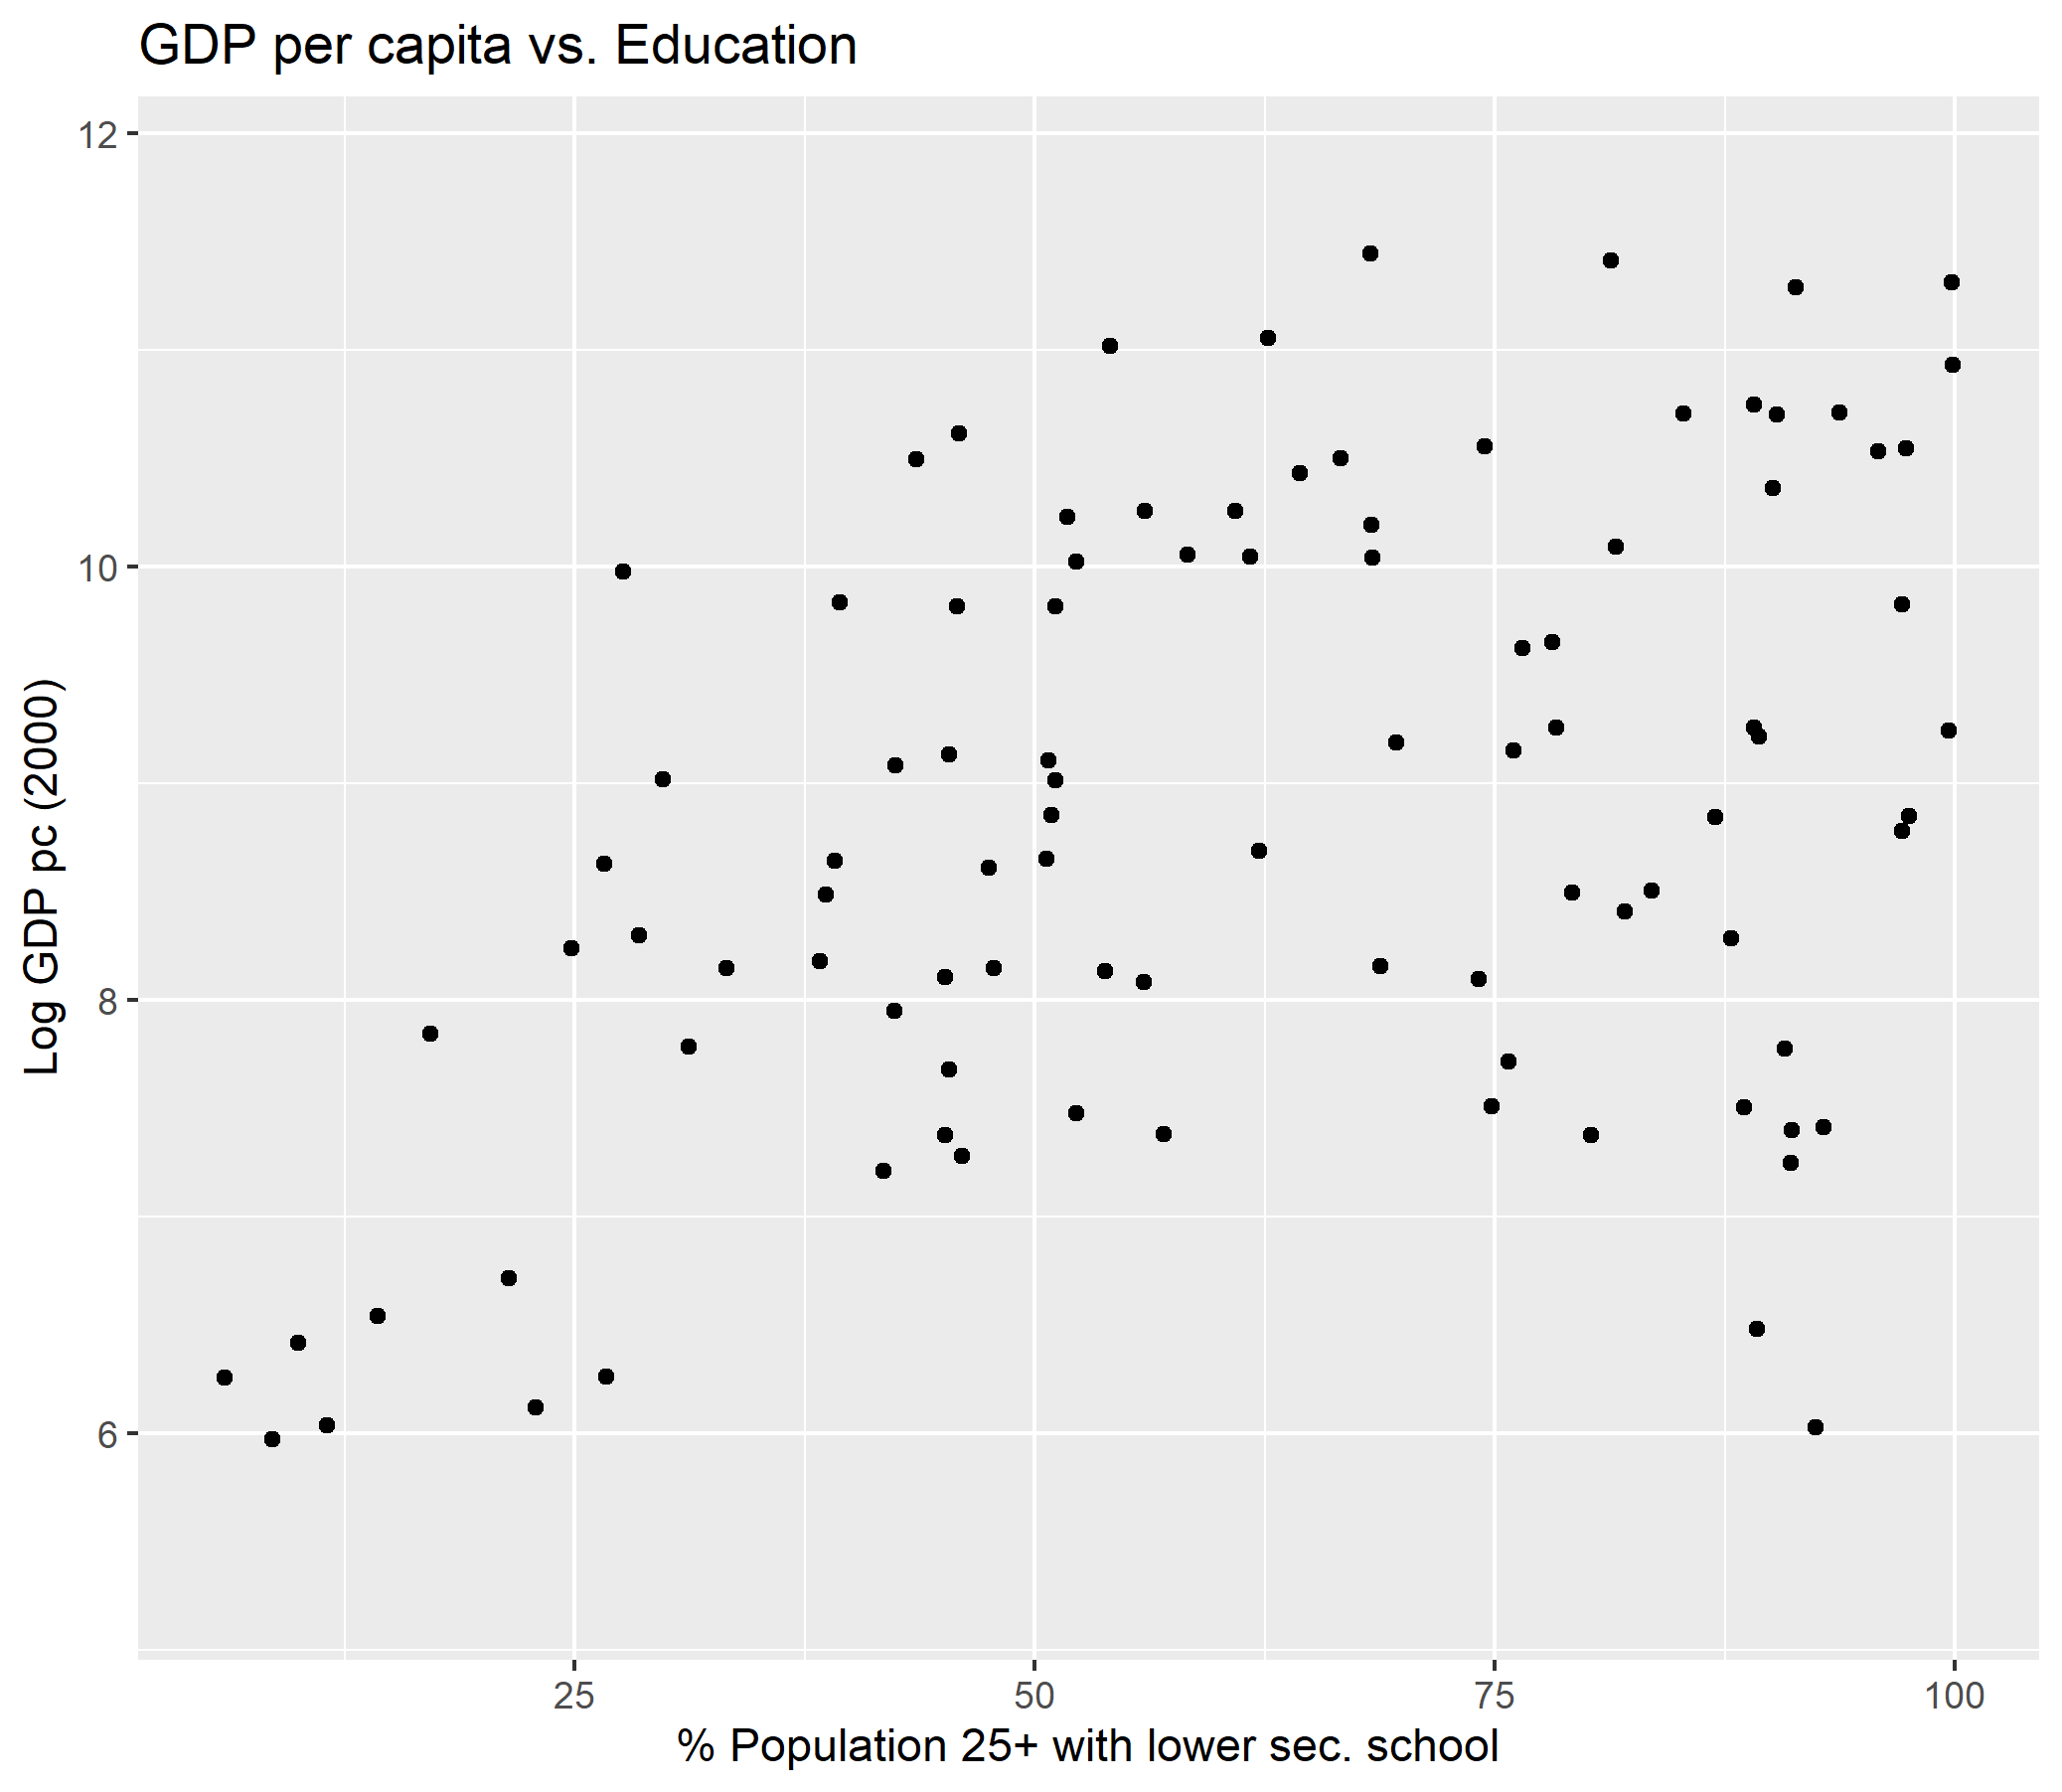 GDP per capita vs. Education
12
10
8
6
Log GDP pc (2000)
25 50 75 100
% Population 25+ with lower sec. school